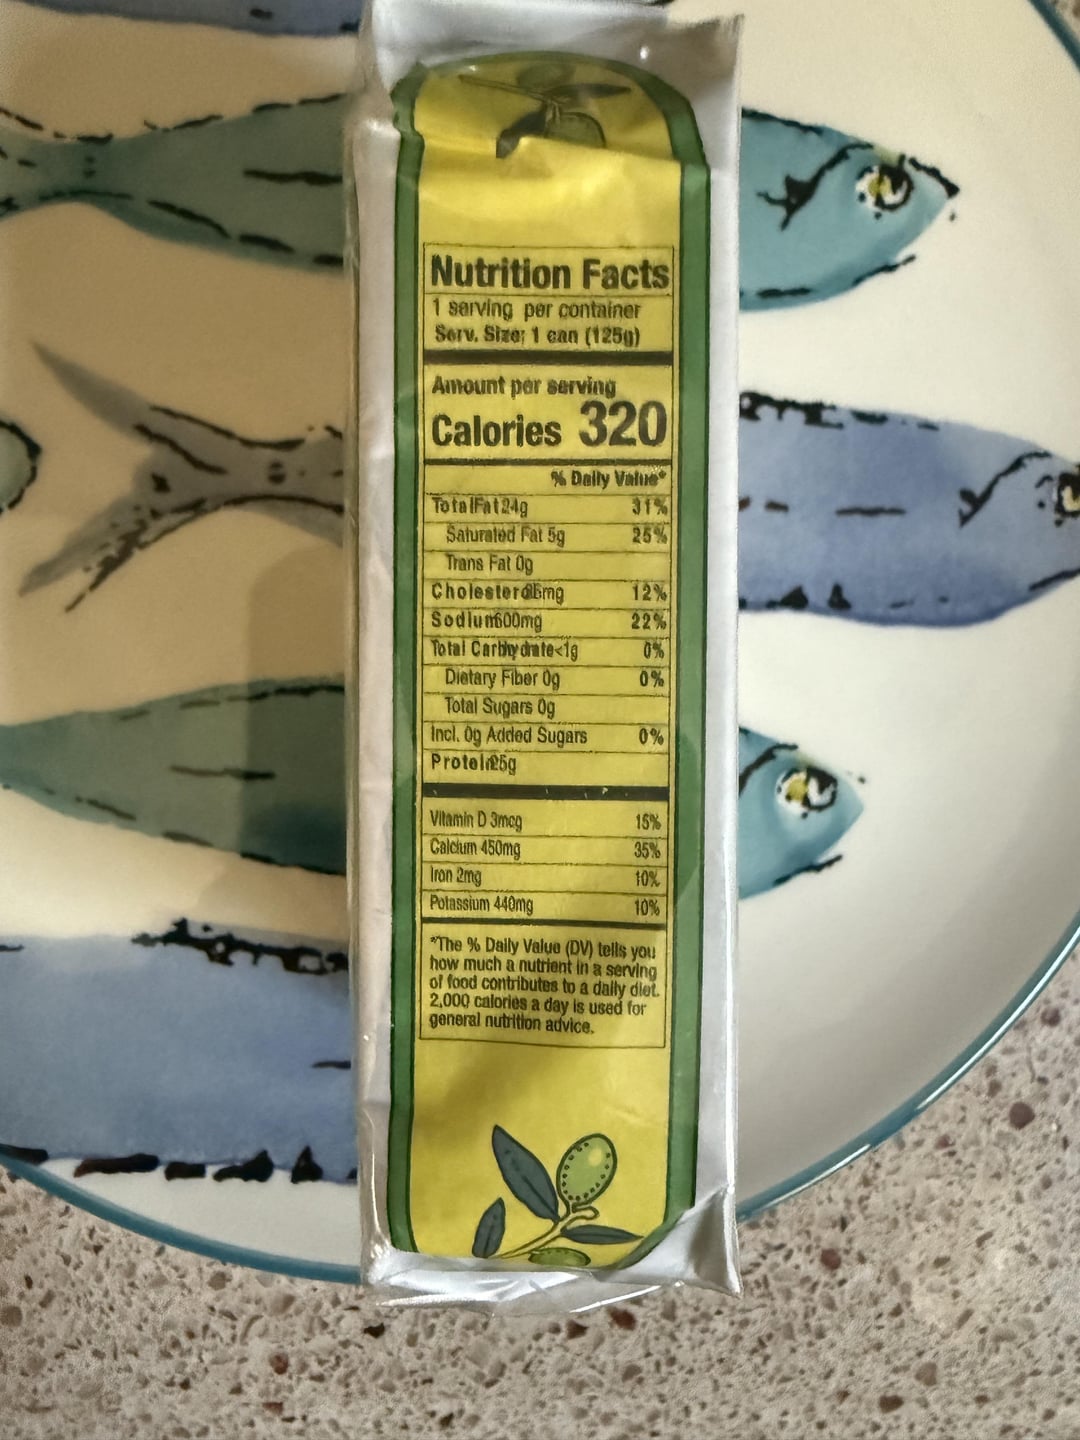 Nutrition Facts
1 serving per container
Serv. Size: 1 can (125g)
Amount per serving
Calories 320
% Daily Value*
Total Fat 24g 31%
Saturated Fat 5g 25%
Trans Fat 0g
Cholesterol mg 12%
Sodium 500mg 22%
Total Carbhydrate <1g 0%
Dietary Fiber 0g 0%
Total Sugars 0g
Incl. 0g Added Sugars 0%
Protein 25g
Vitamin D 3mcg 15%
Calcium 450mg 35%
Iron 2mg 10%
Potassium 440mg 10%
*The % Daily Value (DV) tells you
how much a nutrient in a serving
of food contributes to a daily diet.
2,000 calories a day is used for
general nutrition advice.